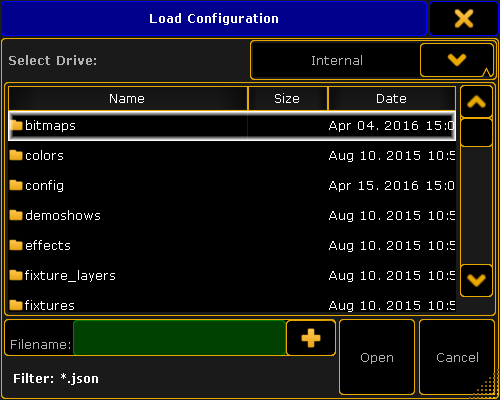 Load Configuration
Select Drive: Internal
Name Size Date
bitmaps Apr 04. 2016 15:0
colors Aug 10. 2015 10:5
config Apr 15. 2016 15:0
demoshows Aug 10. 2015 10:5
effects Aug 10. 2015 10:5
fixture_layers Aug 10. 2015 10:5
fixtures Aug 10. 2015 10:5
Filename: Open Cancel
Filter: *.json